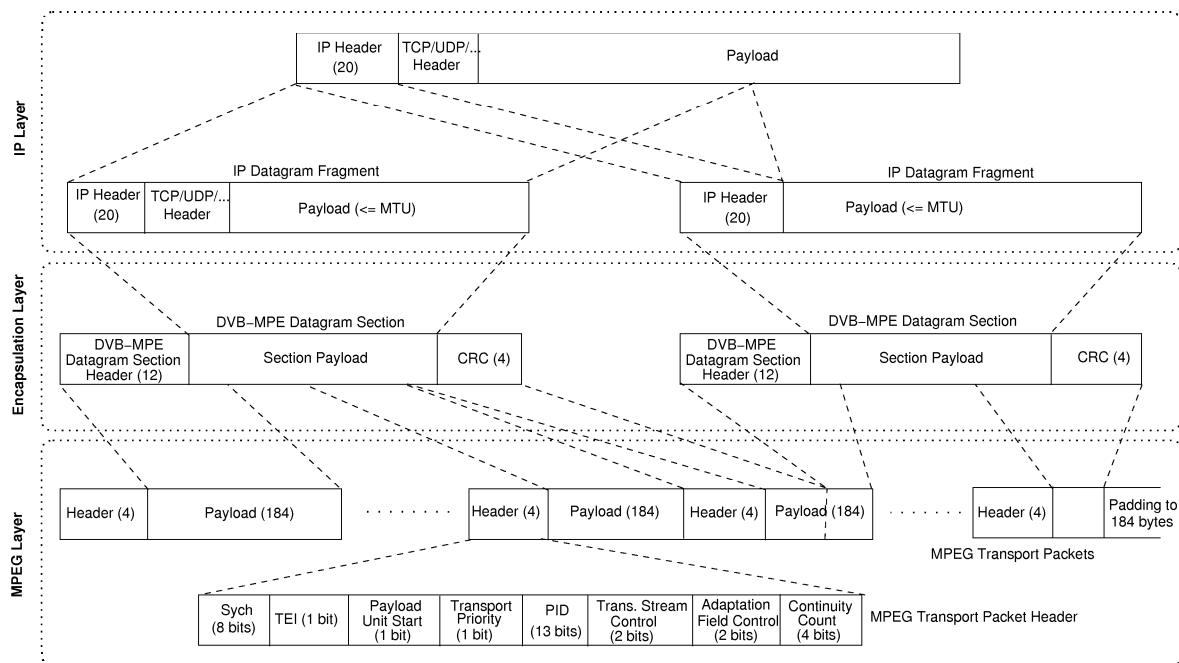 IP Layer
IP Header
(20)
TCP/UDP/...
Header
Payload
IP Datagram Fragment
IP Header
(20)
TCP/UDP/...
Header
Payload (<= MTU)
IP Datagram Fragment
IP Header
(20)
Payload (<= MTU)
Encapsulation Layer
DVB−MPE Datagram Section
DVB−MPE
Datagram Section
Header (12)
Section Payload
CRC (4)
DVB−MPE Datagram Section
DVB−MPE
Datagram Section
Header (12)
Section Payload
CRC (4)
MPEG Layer
Header (4)
Payload (184)
Header (4)
Payload (184)
Header (4)
Payload (184)
Header (4)
Padding to
184 bytes
MPEG Transport Packets
Sych
(8 bits)
TEI (1 bit)
Payload
Unit Start
(1 bit)
Transport
Priority
(1 bit)
PID
(13 bits)
Trans. Stream
Control
(2 bits)
Adaptation
Field Control
(2 bits)
Continuity
Count
(4 bits)
MPEG Transport Packet Header